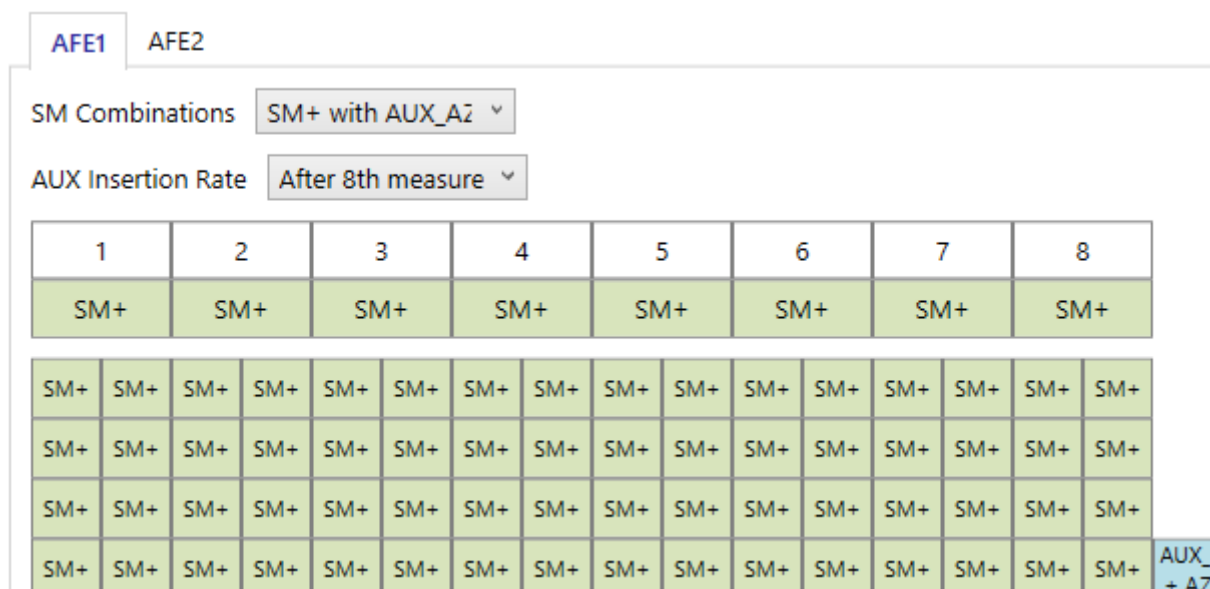 AFE1 AFE2
SM Combinations SM+ with AUX_AZ
AUX Insertion Rate After 8th measure
1 2 3 4 5 6 7 8
SM+ SM+ SM+ SM+ SM+ SM+ SM+ SM+
SM+ SM+ SM+ SM+ SM+ SM+ SM+ SM+ SM+ SM+ SM+ SM+ SM+ SM+ SM+ SM+
SM+ SM+ SM+ SM+ SM+ SM+ SM+ SM+ SM+ SM+ SM+ SM+ SM+ SM+ SM+ SM+
SM+ SM+ SM+ SM+ SM+ SM+ SM+ SM+ SM+ SM+ SM+ SM+ SM+ SM+ SM+ SM+
SM+ SM+ SM+ SM+ SM+ SM+ SM+ SM+ SM+ SM+ SM+ SM+ SM+ SM+ SM+ SM+ AUX_
+ AZ